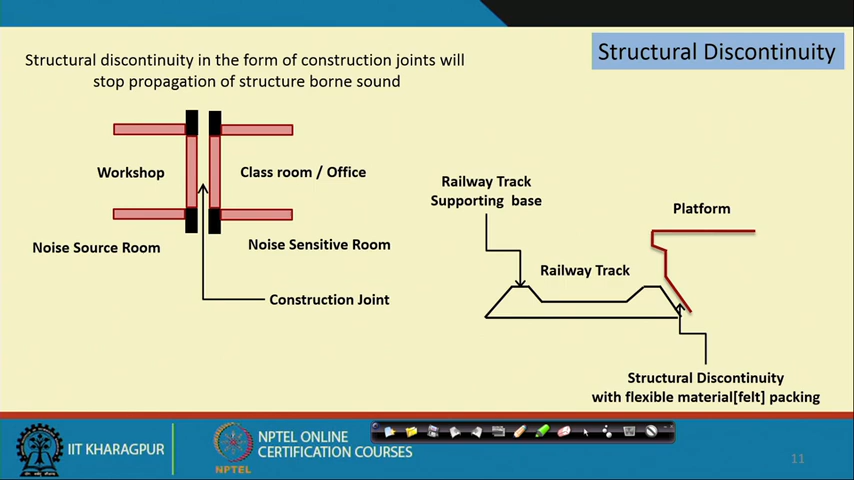 Structural Discontinuity
Structural discontinuity in the form of construction joints will
stop propagation of structure borne sound
Workshop
Class room / Office
Noise Source Room
Noise Sensitive Room
Construction Joint
Railway Track
Supporting base
Platform
Railway Track
Structural Discontinuity
with flexible material[felt] packing
IIT KHARAGPUR
NPTEL
NPTEL ONLINE
CERTIFICATION COURSES
11